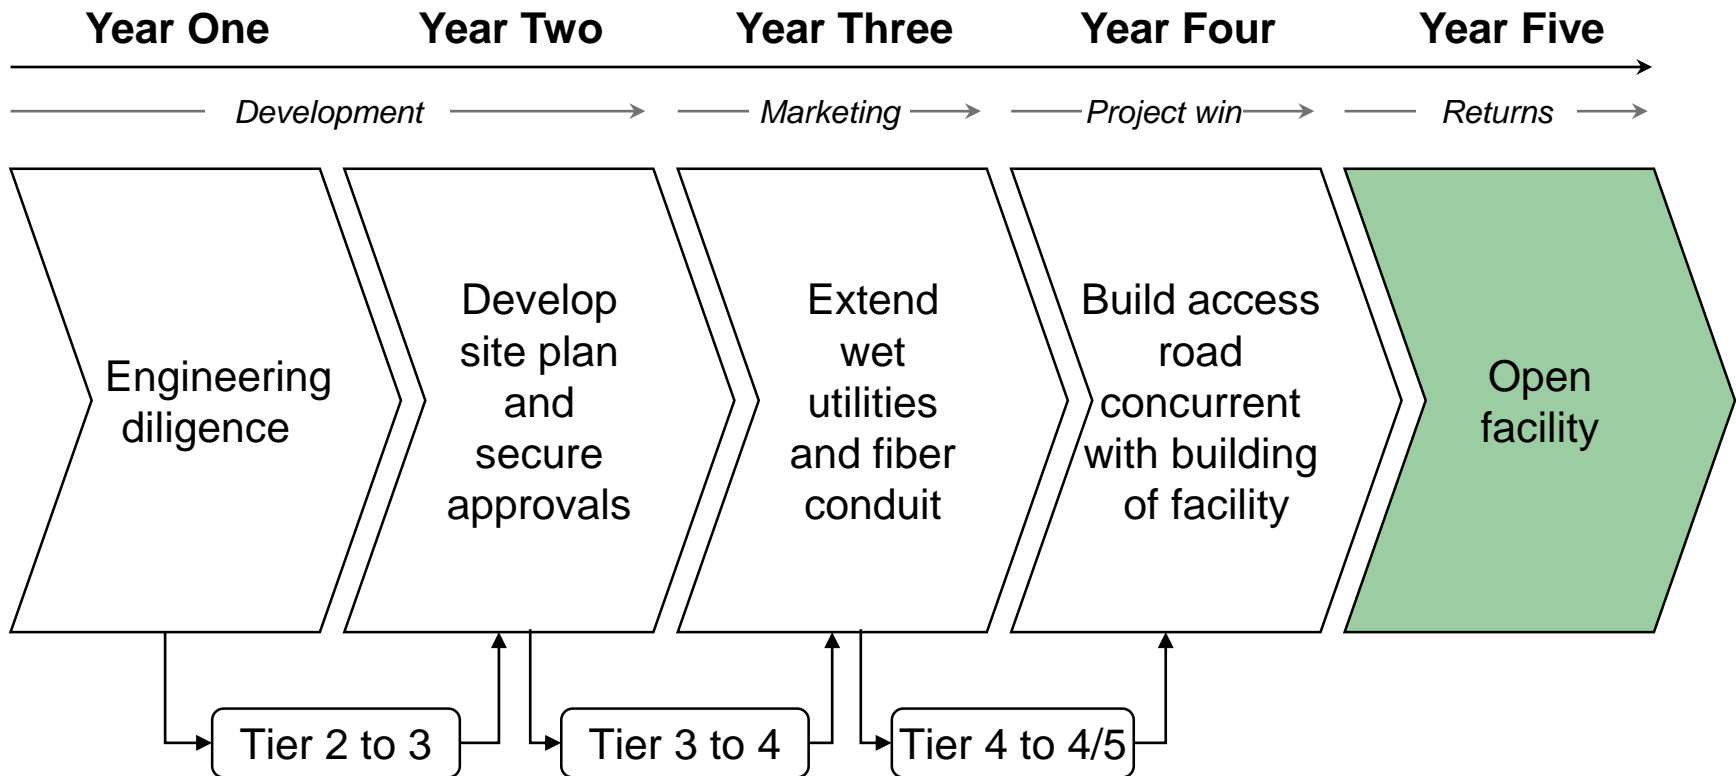 Year One
Year Two
Year Three
Year Four
Year Five
Development
Marketing
Project win
Returns
Engineering
diligence
Develop
site plan
and
secure
approvals
Extend
wet
utilities
and fiber
conduit
Build access
road
concurrent
with building
of facility
Open
facility
Tier 2 to 3
Tier 3 to 4
Tier 4 to 4/5